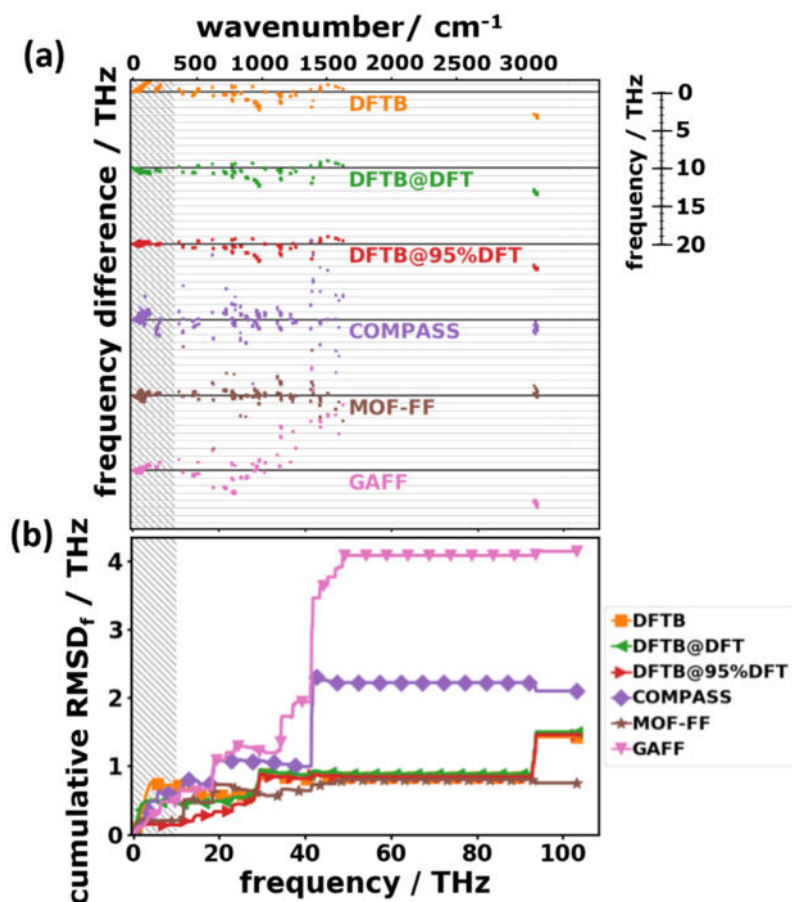 wavenumber/ cm⁻¹
(a)
0 500 1000 1500 2000 2500 3000
frequency difference / THz
DFTB
DFTB@DFT
DFTB@95%DFT
COMPASS
MOF-FF
GAFF
frequency / THz
0
5
10
15
20
(b)
cumulative RMSD_f / THz
4
3
2
1
0
0 20 40 60 80 100
frequency / THz
DFTB
DFTB@DFT
DFTB@95%DFT
COMPASS
MOF-FF
GAFF